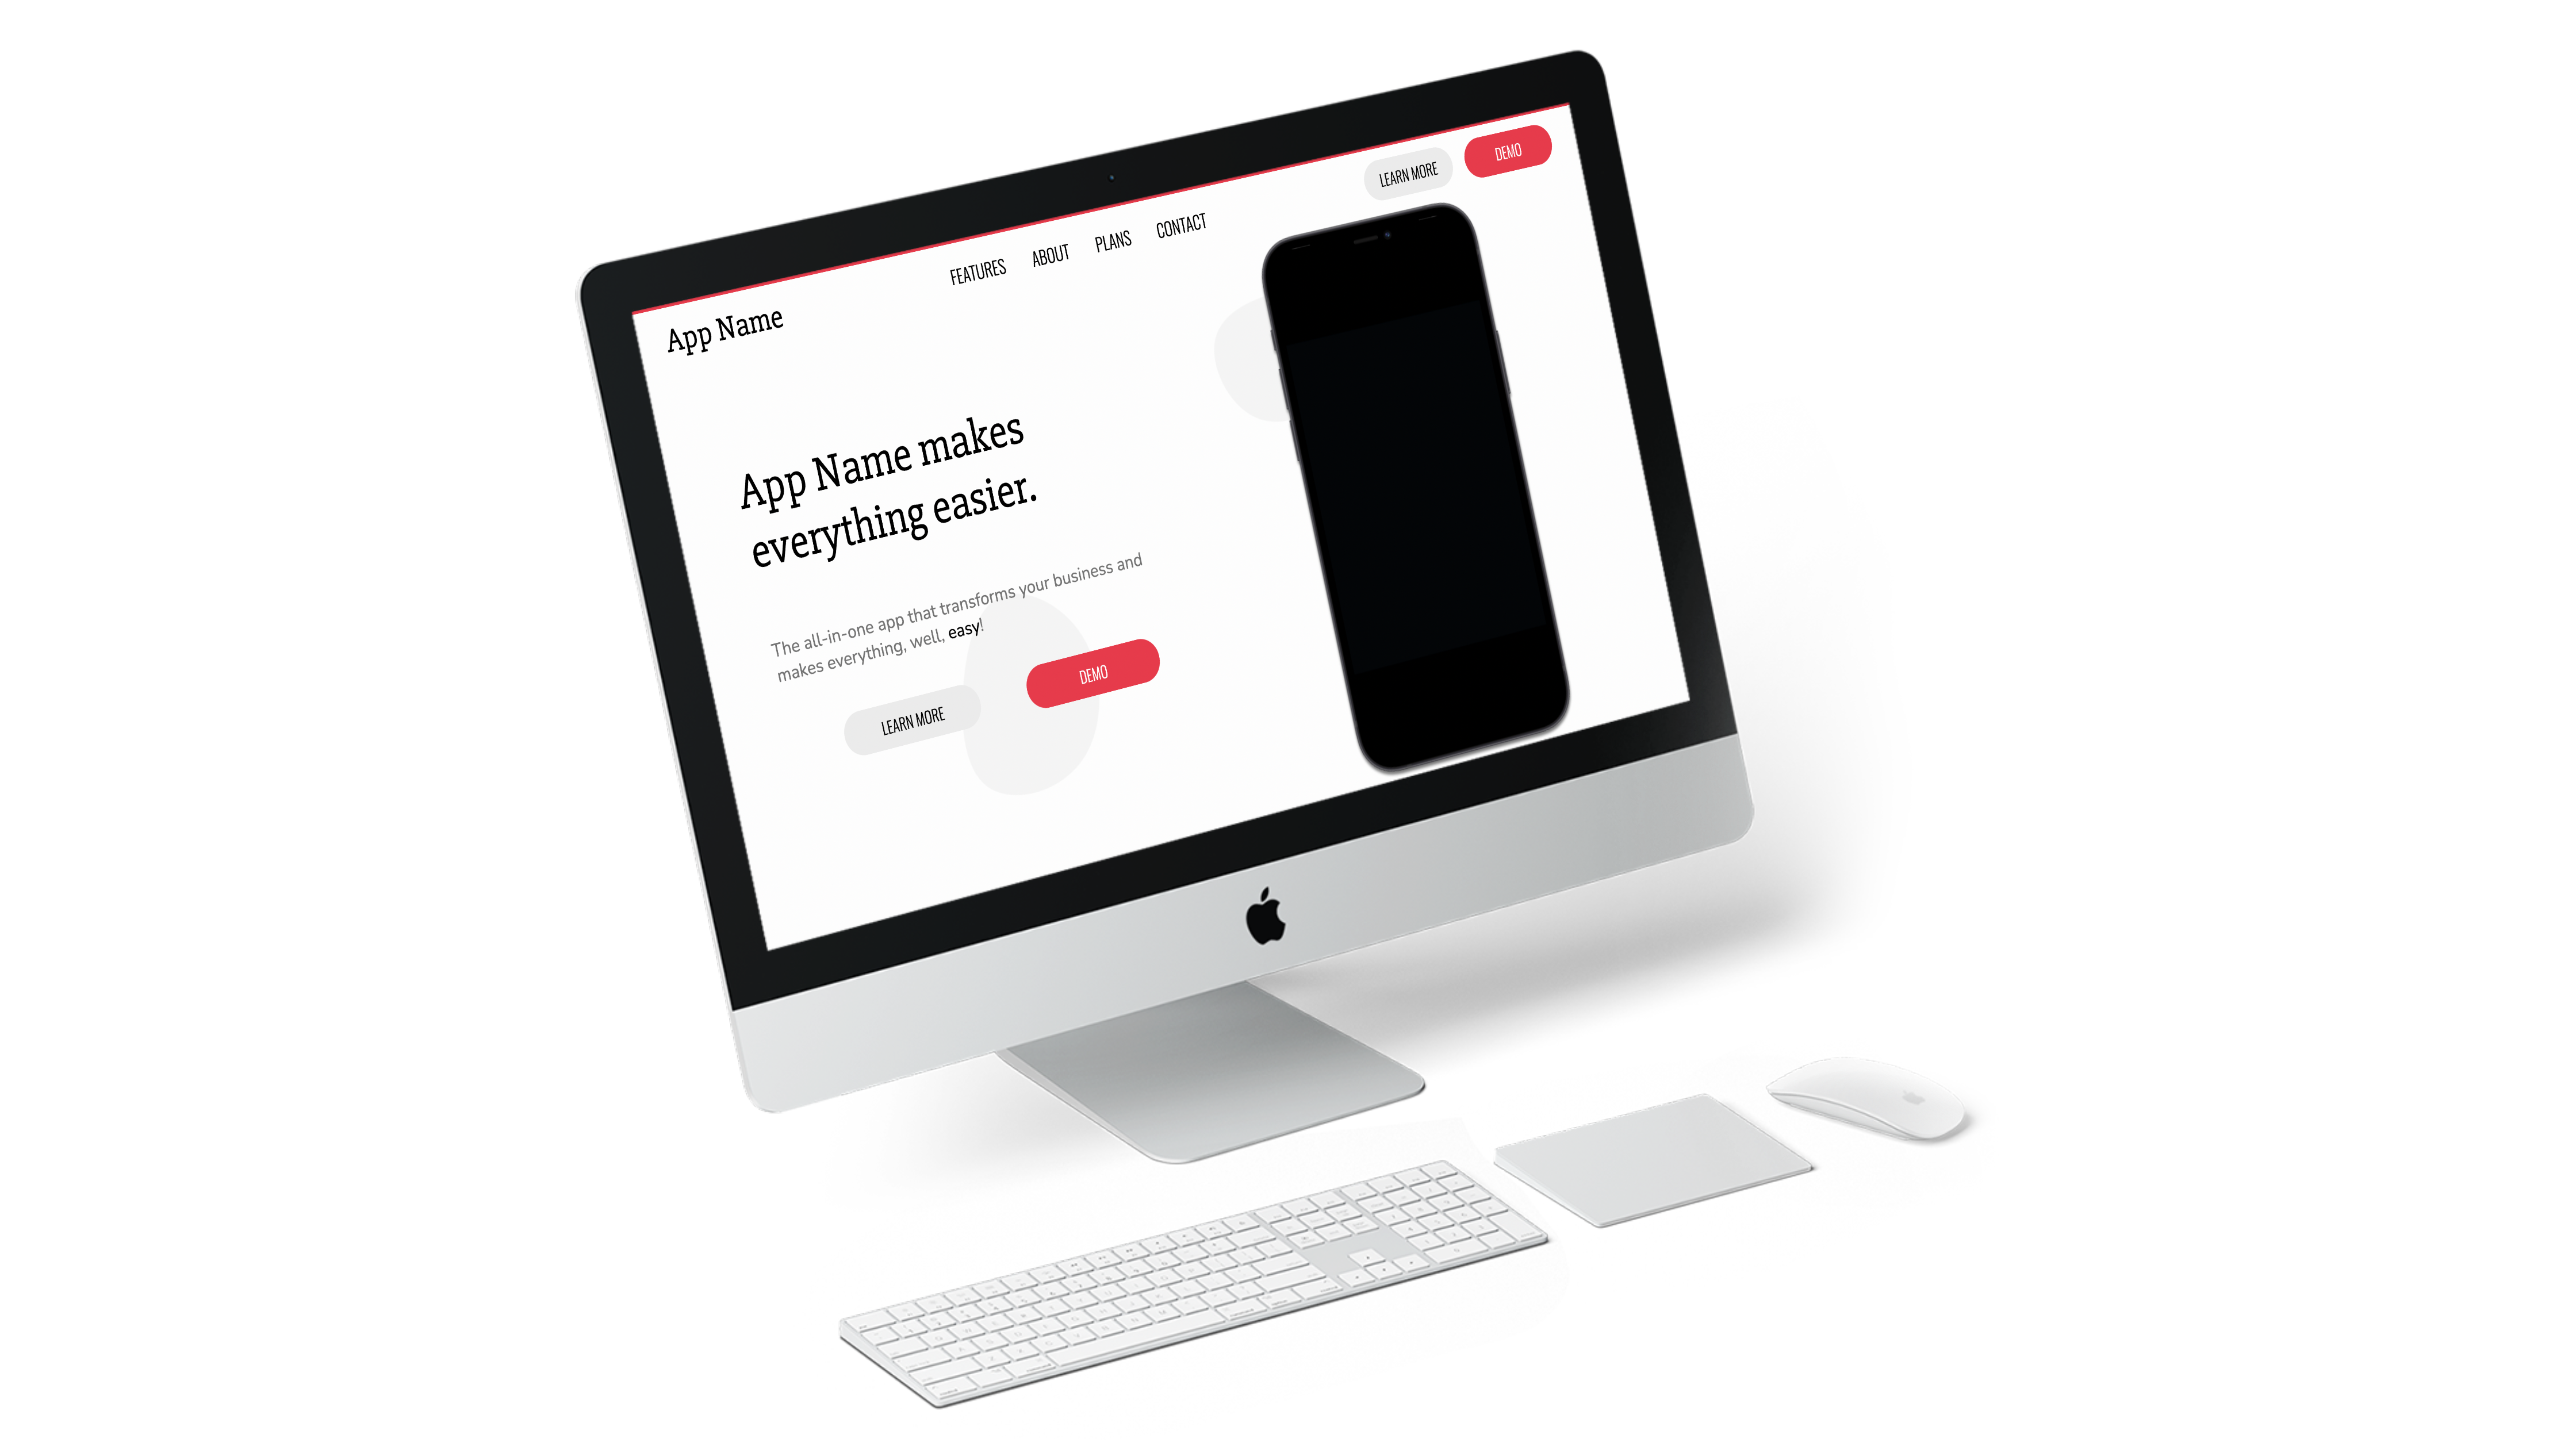 App Name
FEATURES ABOUT PLANS CONTACT
LEARN MORE DEMO
App Name makes
everything easier.
The all-in-one app that transforms your business and
makes everything, well, easy!
LEARN MORE DEMO